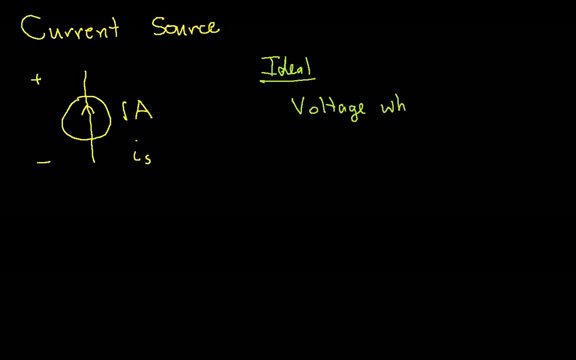 Current Source
Ideal
+
Voltage wh
A
is
−